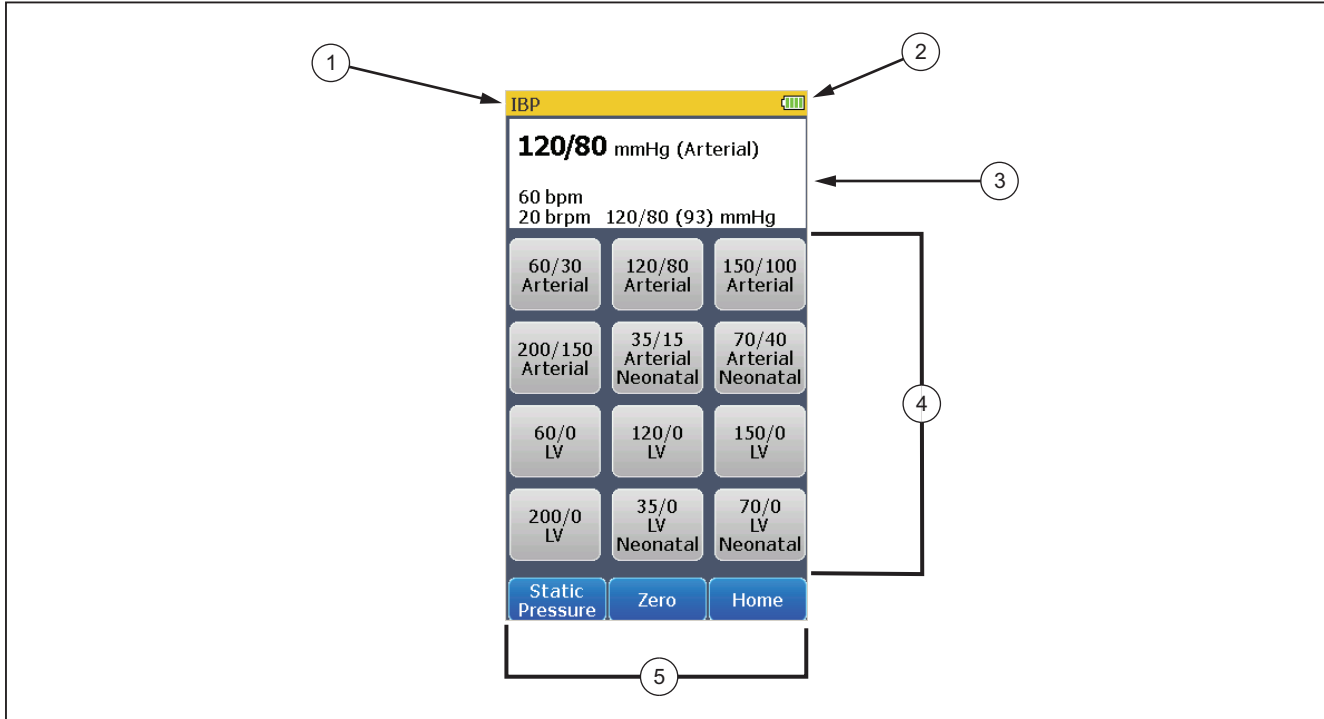 1
2
IBP
120/80 mmHg (Arterial)
3
60 bpm
20 brpm 120/80 (93) mmHg
60/30
Arterial
120/80
Arterial
150/100
Arterial
200/150
Arterial
35/15
Arterial
Neonatal
70/40
Arterial
Neonatal
4
60/0
LV
120/0
LV
150/0
LV
200/0
LV
35/0
LV
Neonatal
70/0
LV
Neonatal
Static
Pressure
Zero
Home
5